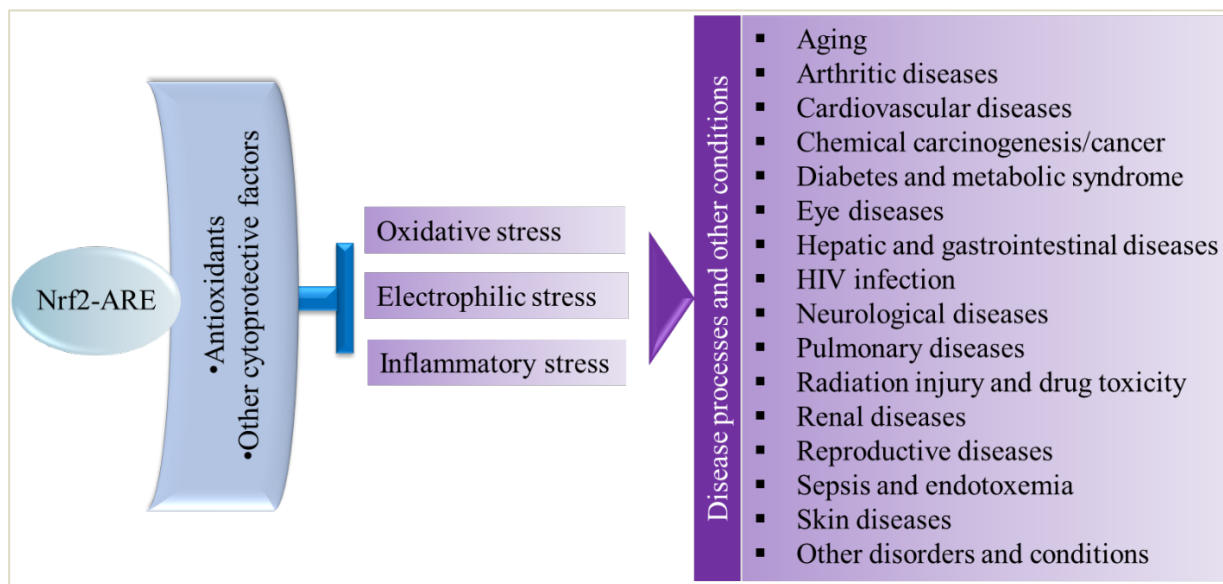 Nrf2-ARE
•Antioxidants
•Other cytoprotective factors
Oxidative stress
Electrophilic stress
Inflammatory stress
Disease processes and other conditions
▪ Aging
▪ Arthritic diseases
▪ Cardiovascular diseases
▪ Chemical carcinogenesis/cancer
▪ Diabetes and metabolic syndrome
▪ Eye diseases
▪ Hepatic and gastrointestinal diseases
▪ HIV infection
▪ Neurological diseases
▪ Pulmonary diseases
▪ Radiation injury and drug toxicity
▪ Renal diseases
▪ Reproductive diseases
▪ Sepsis and endotoxemia
▪ Skin diseases
▪ Other disorders and conditions